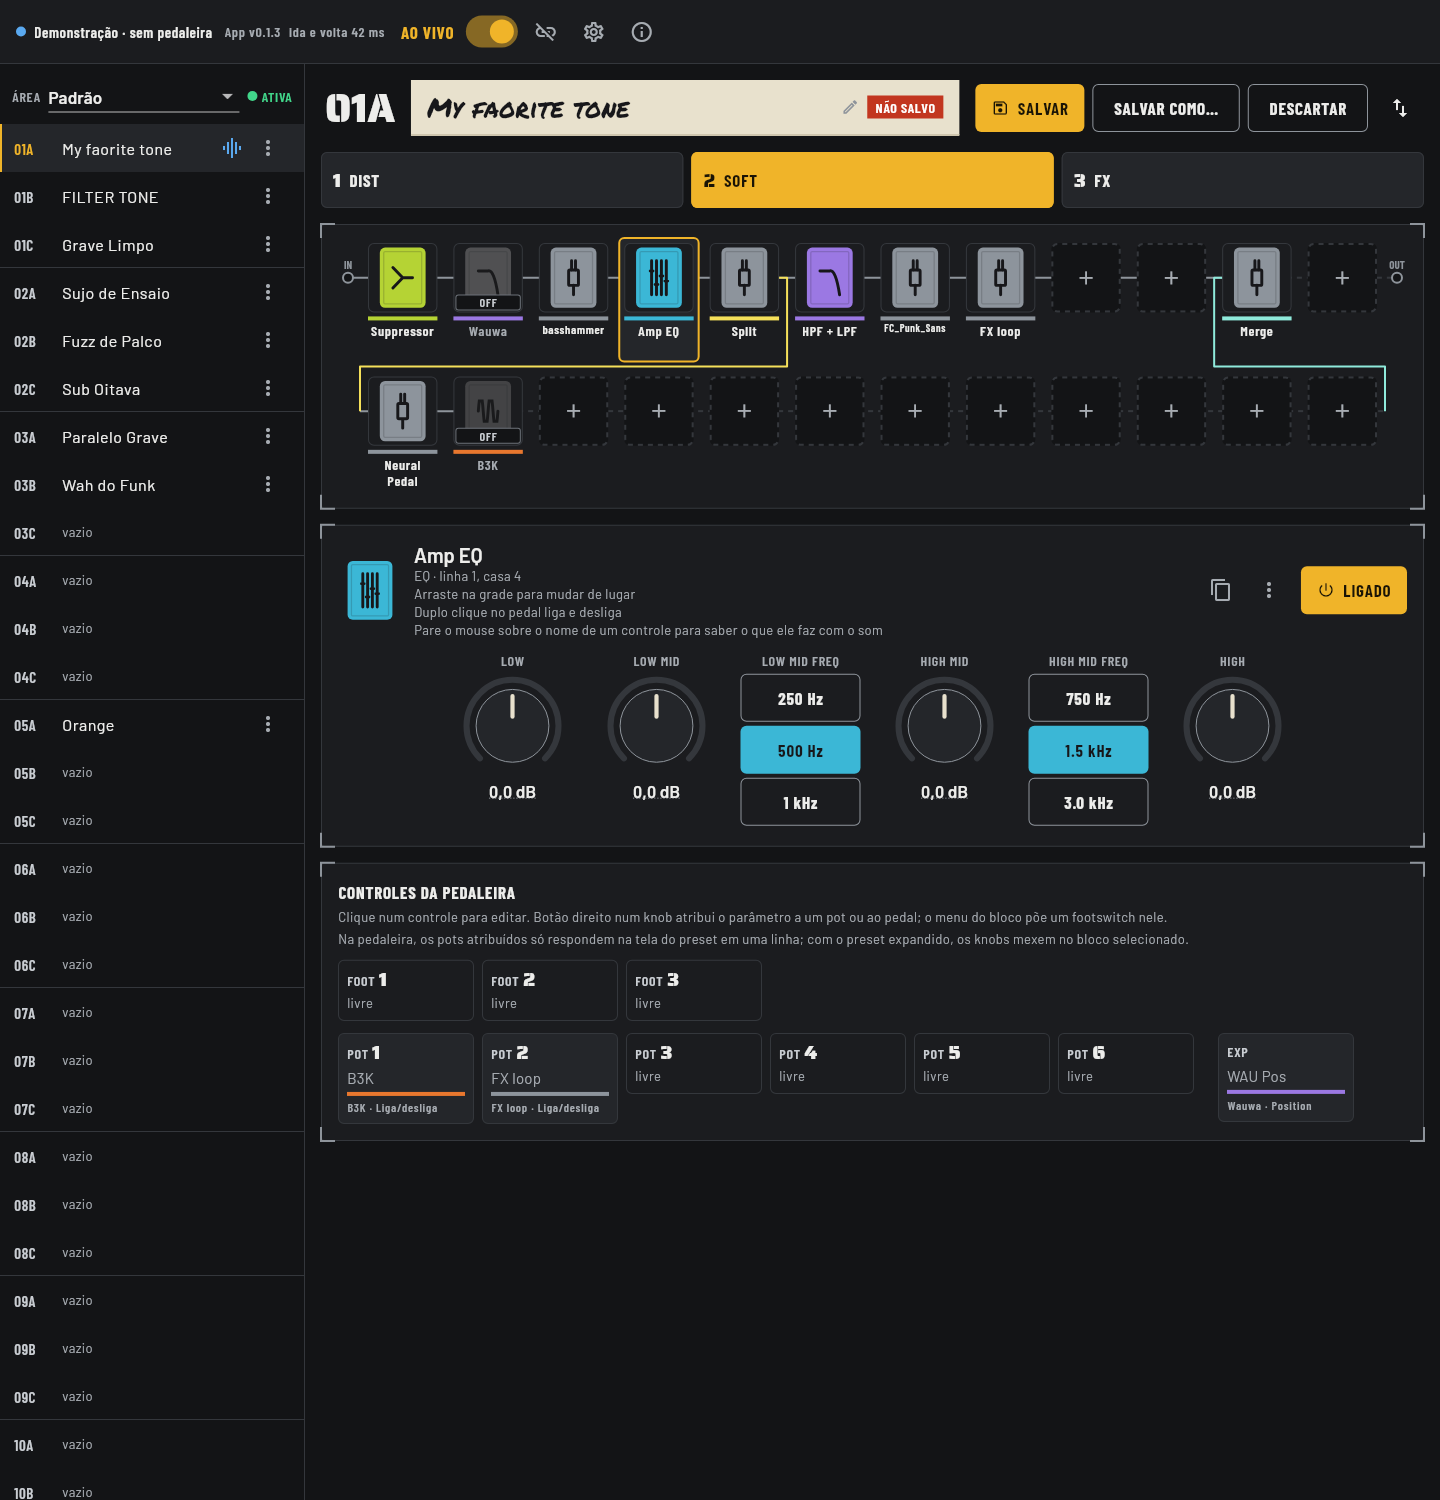 Demonstração · sem pedaleira App v0.1.3 Ida e volta 42 ms AO VIVO
ÁREA Padrão ATIVA
01A My faorite tone
01B FILTER TONE
01C Grave Limpo
02A Sujo de Ensaio
02B Fuzz de Palco
02C Sub Oitava
03A Paralelo Grave
03B Wah do Funk
03C vazio
04A vazio
04B vazio
04C vazio
05A Orange
05B vazio
05C vazio
06A vazio
06B vazio
06C vazio
07A vazio
07B vazio
07C vazio
08A vazio
08B vazio
08C vazio
09A vazio
09B vazio
09C vazio
10A vazio
10B vazio
01A My faorite tone NÃO SALVO SALVAR SALVAR COMO... DESCARTAR
1 DIST 2 SOFT 3 FX
IN OUT
OFF
Suppressor Wauwa basshammer Amp EQ Split HPF + LPF FC_Punk_Sans FX loop Merge
OFF
Neural Pedal B3K
Amp EQ
EQ · linha 1, casa 4
Arraste na grade para mudar de lugar
Duplo clique no pedal liga e desliga
Pare o mouse sobre o nome de um controle para saber o que ele faz com o som
LIGADO
LOW LOW MID LOW MID FREQ HIGH MID HIGH MID FREQ HIGH
250 Hz 750 Hz
500 Hz 1.5 kHz
0,0 dB 0,0 dB 1 kHz 0,0 dB 3.0 kHz 0,0 dB
CONTROLES DA PEDALEIRA
Clique num controle para editar. Botão direito num knob atribui o parâmetro a um pot ou ao pedal; o menu do bloco põe um footswitch nele.
Na pedaleira, os pots atribuídos só respondem na tela do preset em uma linha; com o preset expandido, os knobs mexem no bloco selecionado.
FOOT 1 FOOT 2 FOOT 3
livre livre livre
POT 1 POT 2 POT 3 POT 4 POT 5 POT 6 EXP
B3K FX loop livre livre livre livre WAU Pos
B3K · Liga/desliga FX loop · Liga/desliga Wauwa · Position